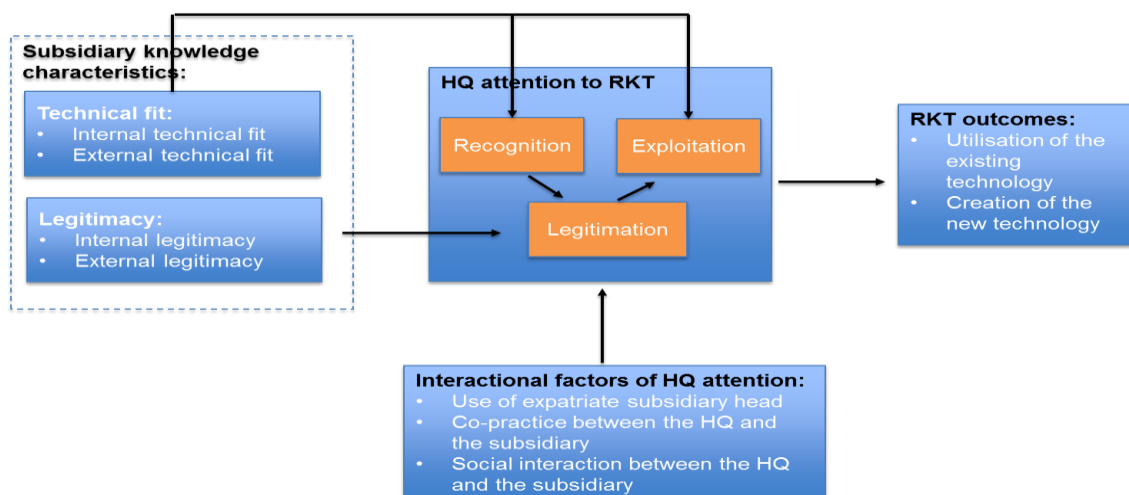 Subsidiary knowledge
characteristics:
Technical fit:
• Internal technical fit
• External technical fit
Legitimacy:
• Internal legitimacy
• External legitimacy
HQ attention to RKT
Recognition
Exploitation
Legitimation
RKT outcomes:
• Utilisation of the
existing
technology
• Creation of the
new technology
Interactional factors of HQ attention:
• Use of expatriate subsidiary head
• Co-practice between the HQ and
the subsidiary
• Social interaction between the HQ
and the subsidiary